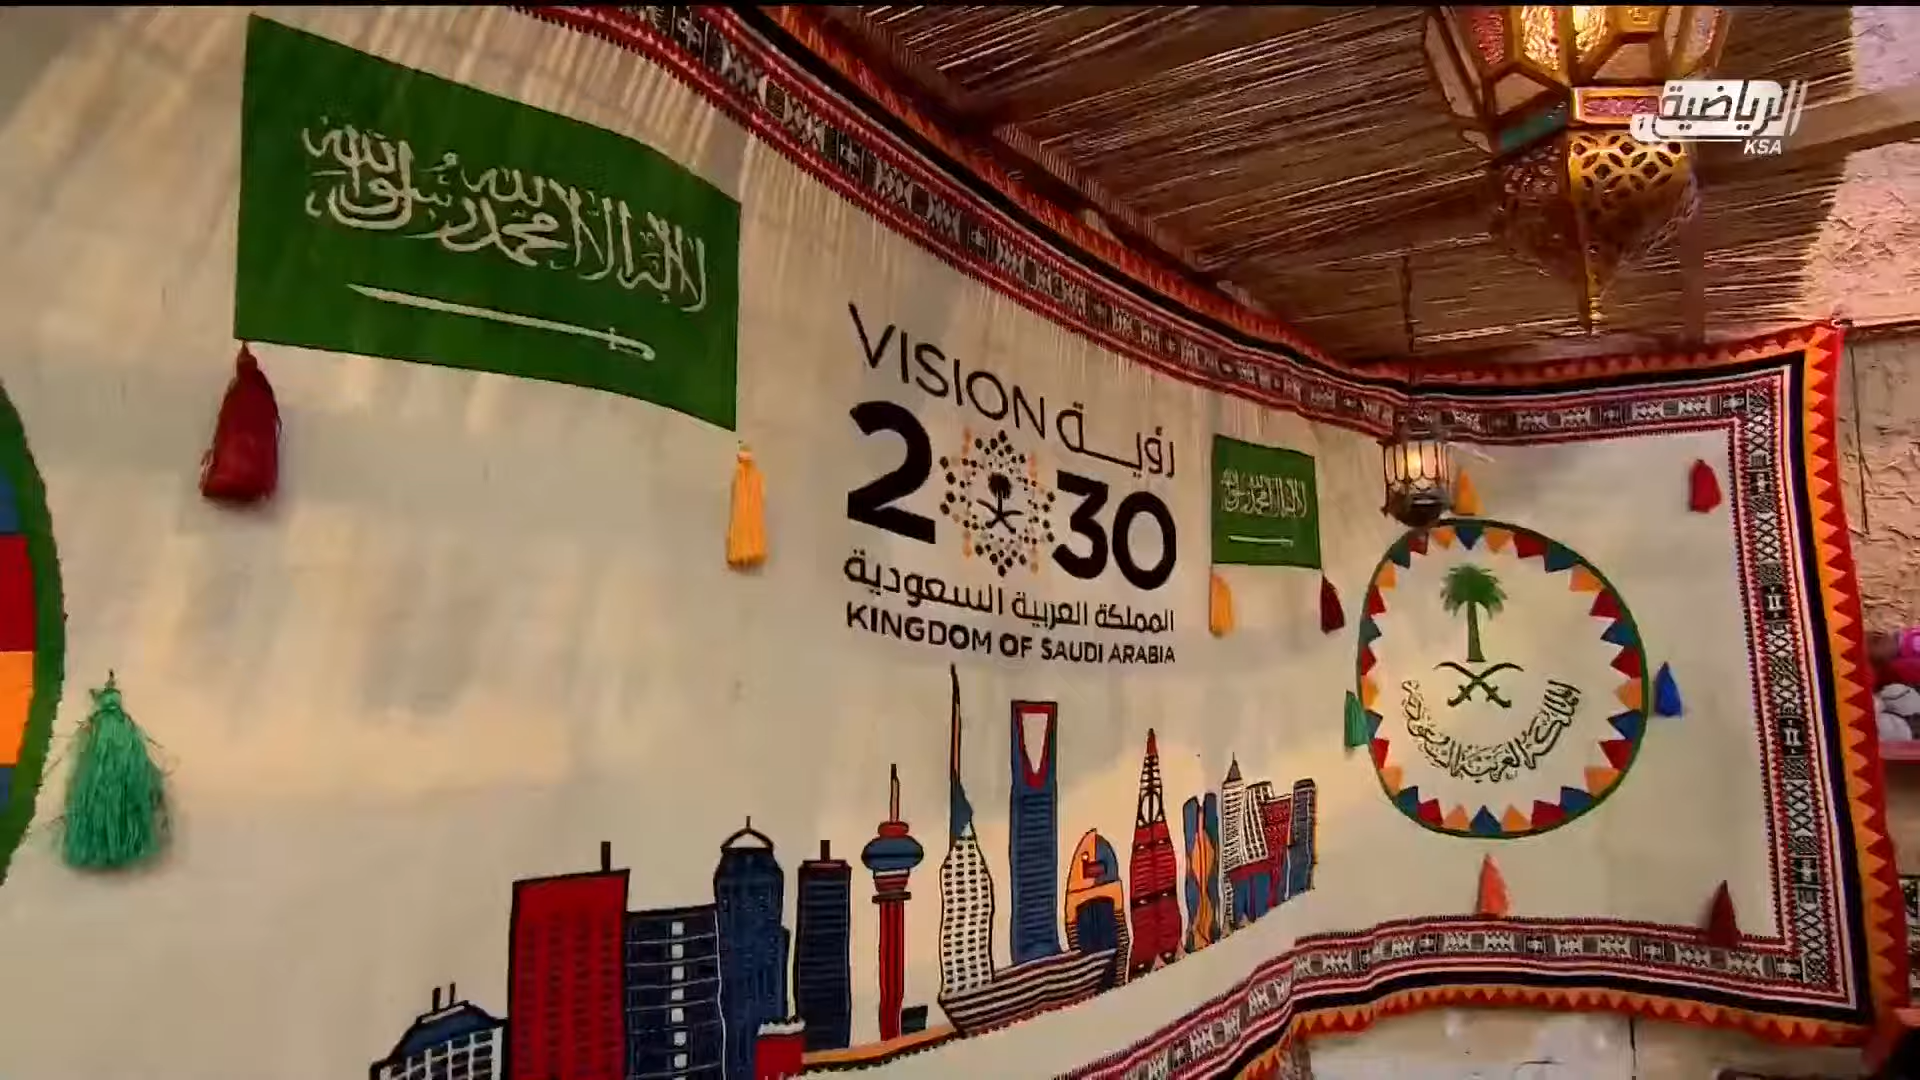 الرياضية
KSA
لا إله إلا الله محمد رسول الله
VISION رؤيـــة
2030
المملكة العربية السعودية
KINGDOM OF SAUDI ARABIA
لا إله إلا الله محمد رسول الله
المملكة العربية السعودية